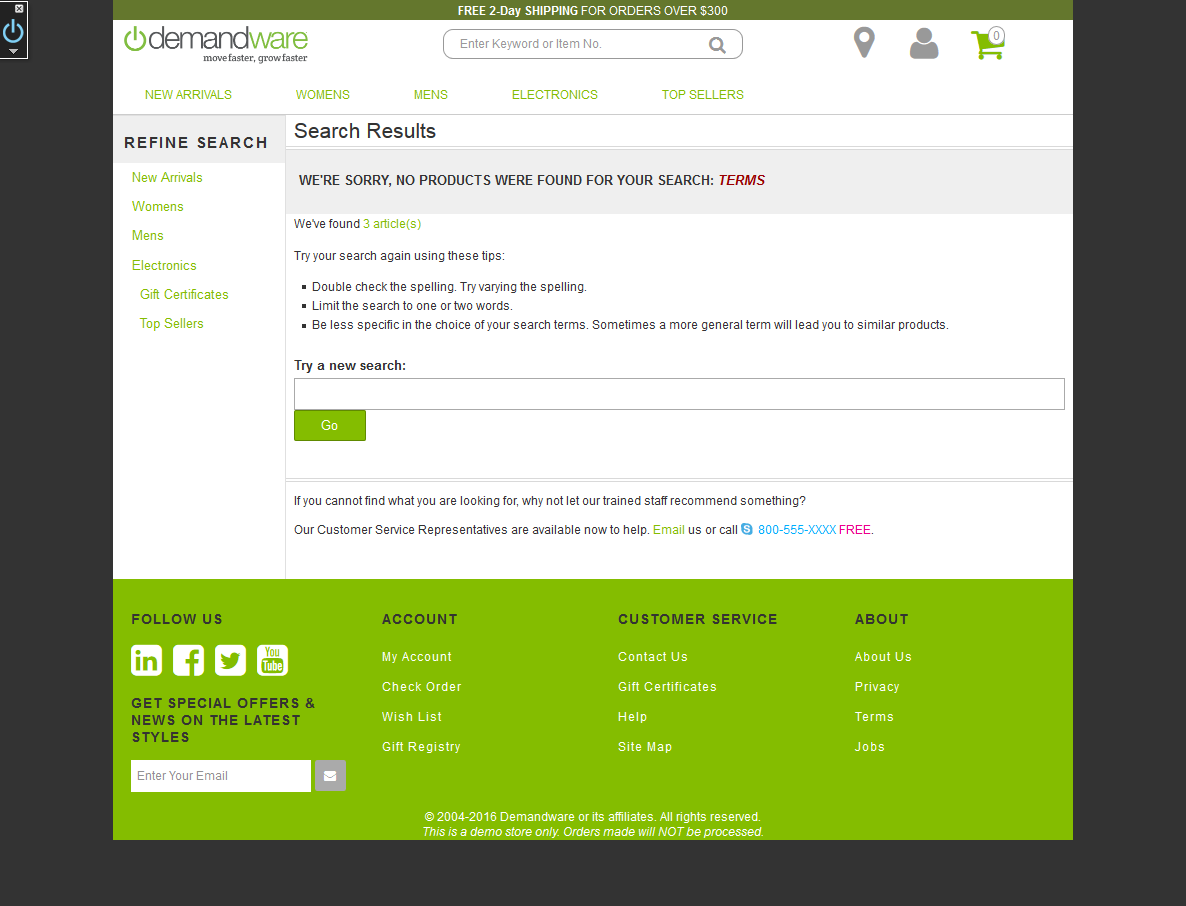 FREE 2-Day SHIPPING FOR ORDERS OVER $300
demandware
move faster, grow faster
Enter Keyword or Item No.
0
NEW ARRIVALS WOMENS MENS ELECTRONICS TOP SELLERS
REFINE SEARCH
New Arrivals
Womens
Mens
Electronics
Gift Certificates
Top Sellers
Search Results
WE'RE SORRY, NO PRODUCTS WERE FOUND FOR YOUR SEARCH: TERMS
We've found 3 article(s)
Try your search again using these tips:
Double check the spelling. Try varying the spelling.
Limit the search to one or two words.
Be less specific in the choice of your search terms. Sometimes a more general term will lead you to similar products.
Try a new search:
Go
If you cannot find what you are looking for, why not let our trained staff recommend something?
Our Customer Service Representatives are available now to help. Email us or call 800-555-XXXX FREE.
FOLLOW US
in f You Tube
GET SPECIAL OFFERS &
NEWS ON THE LATEST
STYLES
Enter Your Email
ACCOUNT
My Account
Check Order
Wish List
Gift Registry
CUSTOMER SERVICE
Contact Us
Gift Certificates
Help
Site Map
ABOUT
About Us
Privacy
Terms
Jobs
© 2004-2016 Demandware or its affiliates. All rights reserved.
This is a demo store only. Orders made will NOT be processed.